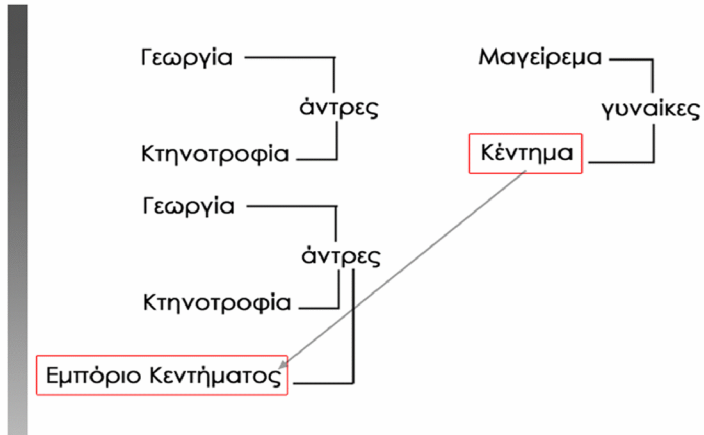 Γεωργία
Μαγείρεμα
άντρες
γυναίκες
Κτηνοτροφία
Κέντημα
Γεωργία
άντρες
Κτηνοτροφία
Εμπόριο Κεντήματος